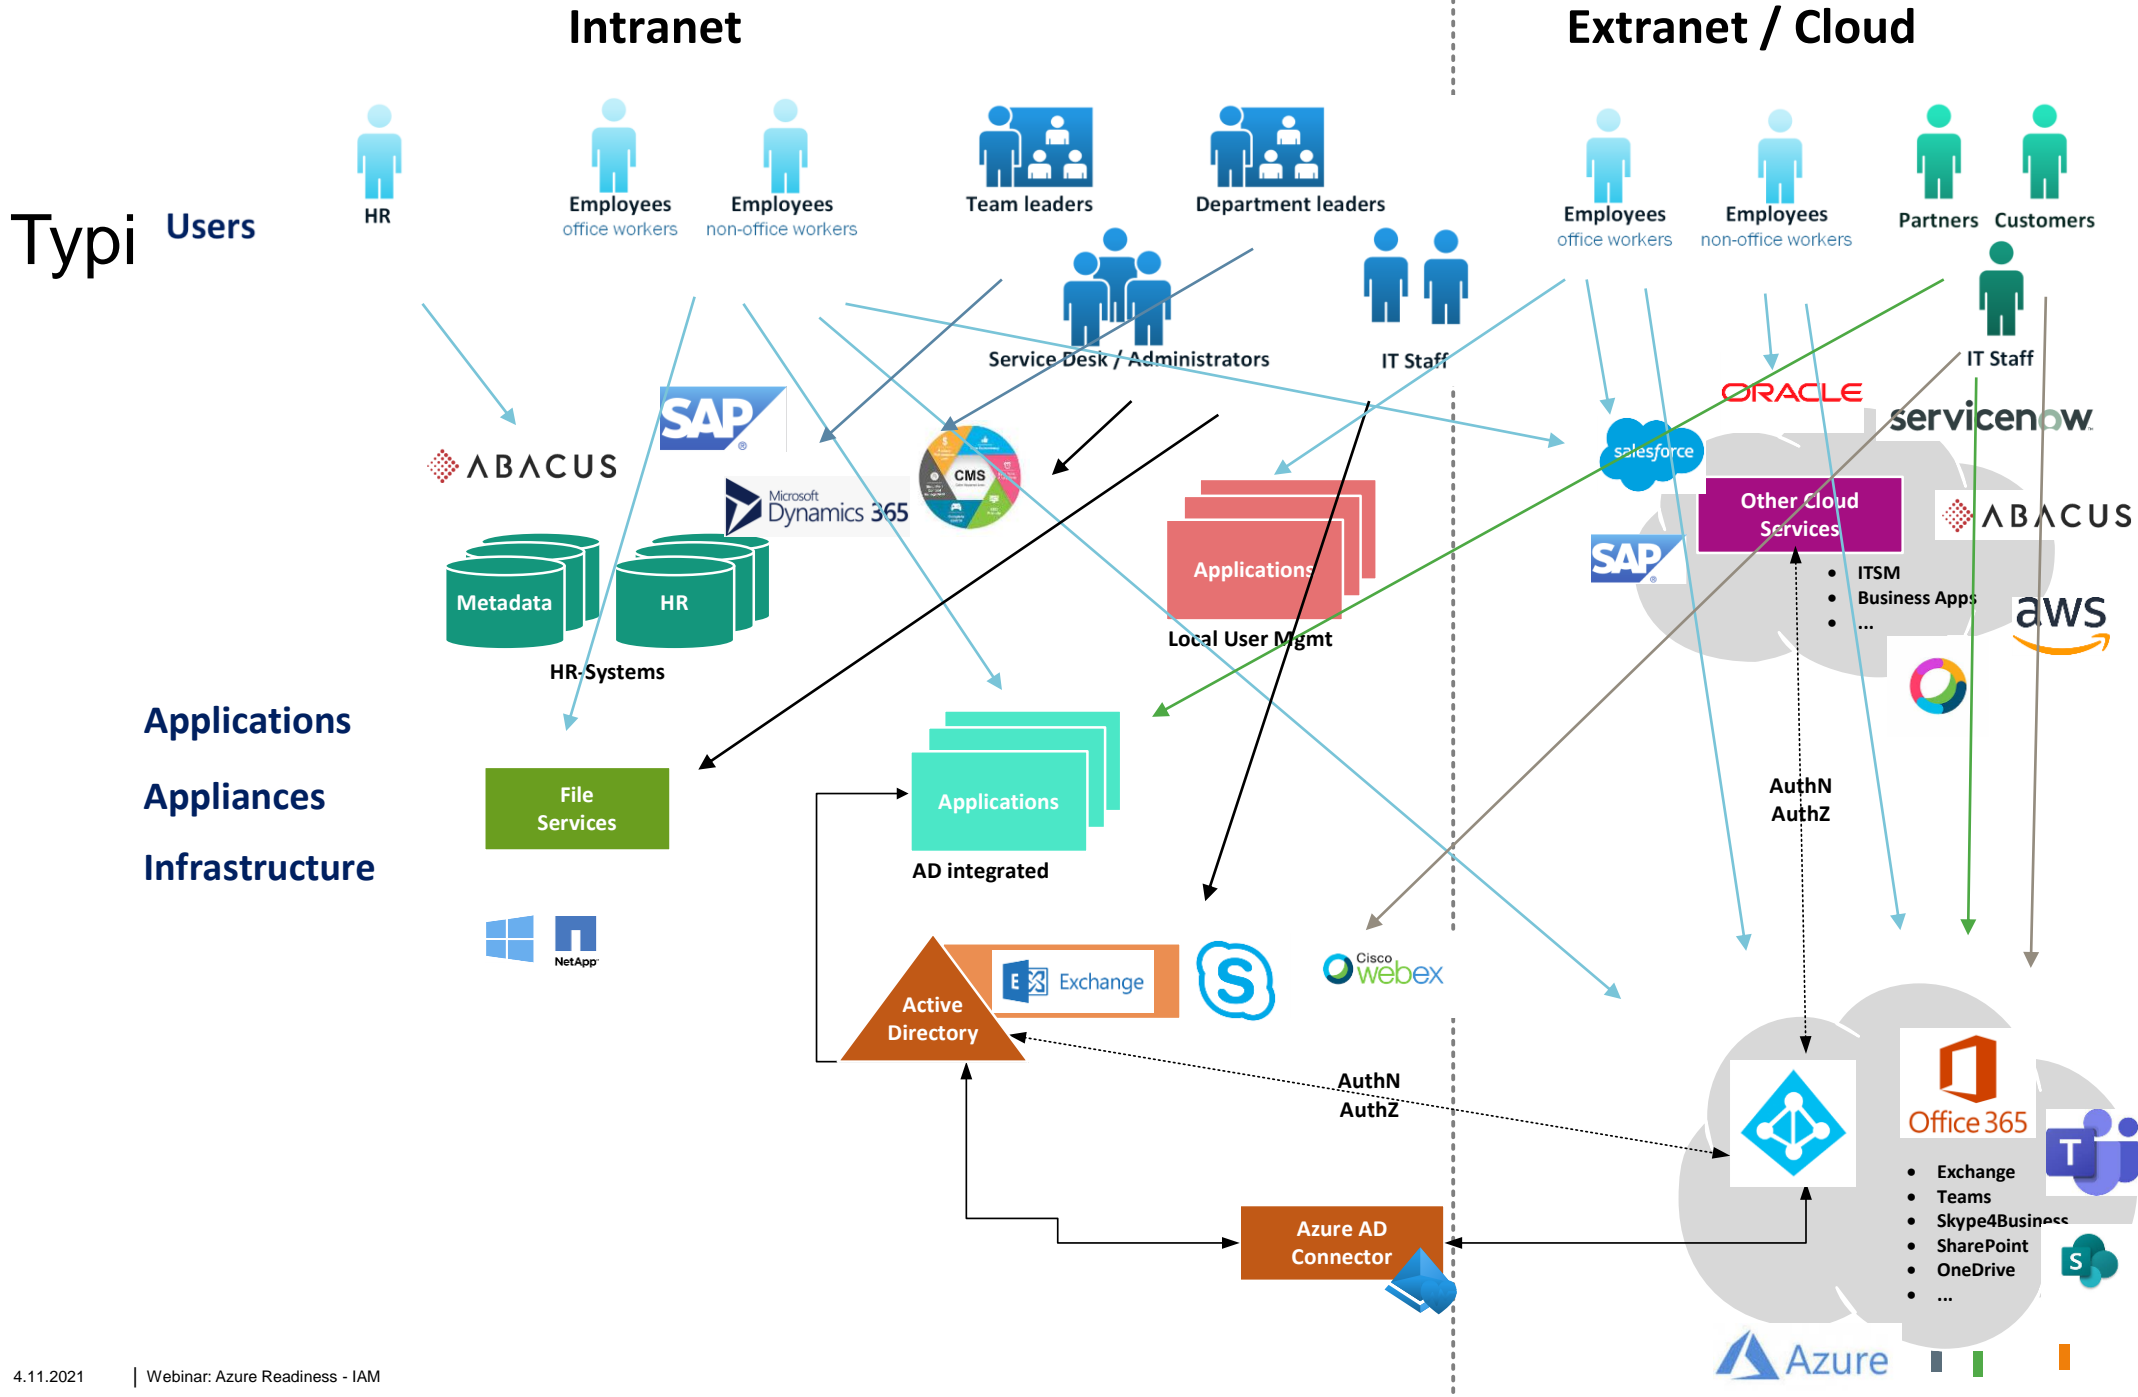 Intranet
Extranet / Cloud
Typi
Users
HR
Employees
office workers
Employees
non-office workers
Team leaders
Department leaders
Employees
office workers
Employees
non-office workers
Partners
Customers
Service Desk / Administrators
IT Staff
IT Staff
SAP
®
ABACUS
Microsoft
Dynamics 365
CMS
ORACLE
servicenow
salesforce
Other Cloud
Services
ABACUS
SAP
®
• ITSM
• Business Apps
• ...
aws
Metadata
HR
HR-Systems
Applications
Local User Mgmt
Applications
Appliances
Infrastructure
File
Services
Applications
AD integrated
AuthN
AuthZ
NetApp
Active
Directory
E
Exchange
S
Cisco
webex
AuthN
AuthZ
Office 365
T
• Exchange
• Teams
• Skype4Business
• SharePoint
• OneDrive
• ...
S
Azure AD
Connector
Azure
4.11.2021
Webinar: Azure Readiness - IAM